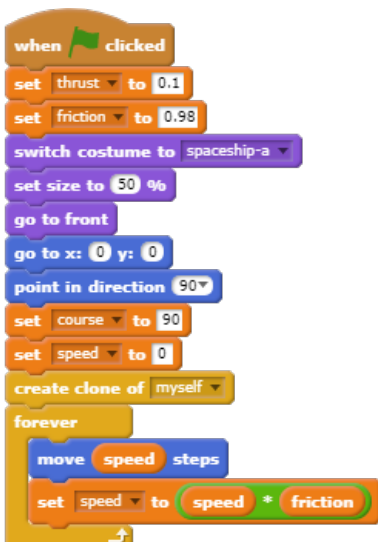 when clicked
set thrust to 0.1
set friction to 0.98
switch costume to spaceship-a
set size to 50 %
go to front
go to x: 0 y: 0
point in direction 90
set course to 90
set speed to 0
create clone of myself
forever
move speed steps
set speed to speed * friction